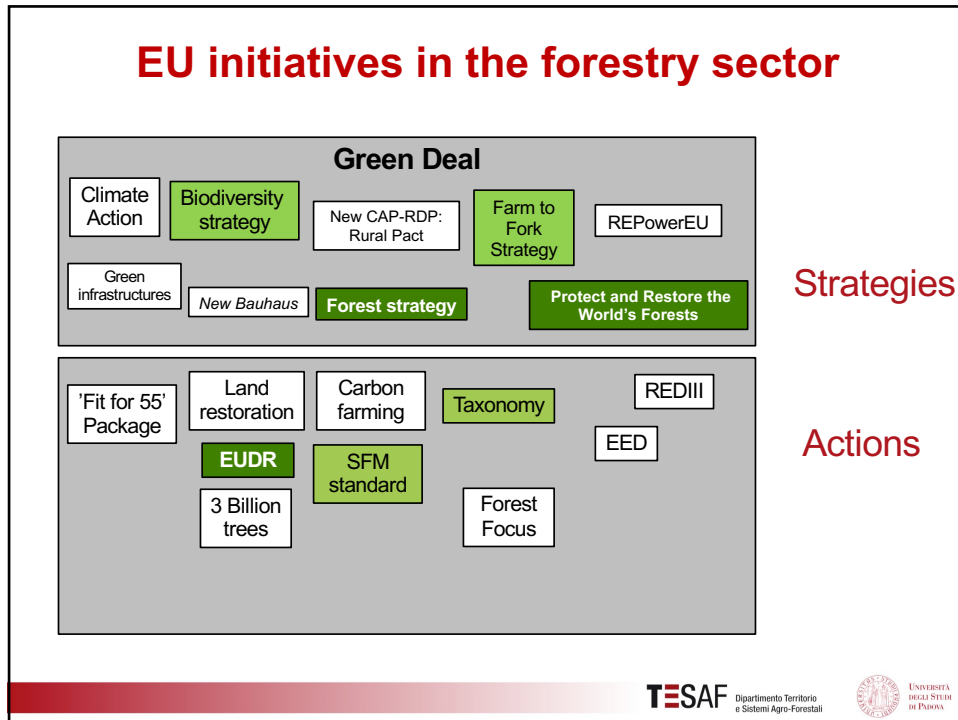 EU initiatives in the forestry sector
Green Deal
Climate
Action
Biodiversity
strategy
New CAP-RDP:
Rural Pact
Farm to
Fork
Strategy
REPowerEU
Green
infrastructures
New Bauhaus
Forest strategy
Protect and Restore the
World's Forests
Strategies
'Fit for 55'
Package
Land
restoration
Carbon
farming
Taxonomy
REDIII
EED
Actions
EUDR
SFM
standard
3 Billion
trees
Forest
Focus
TESAF
Dipartimento Territorio
e Sistemi Agro-Forestali
UNIVERSITÀ
DEGLI STUDI
DI PADOVA